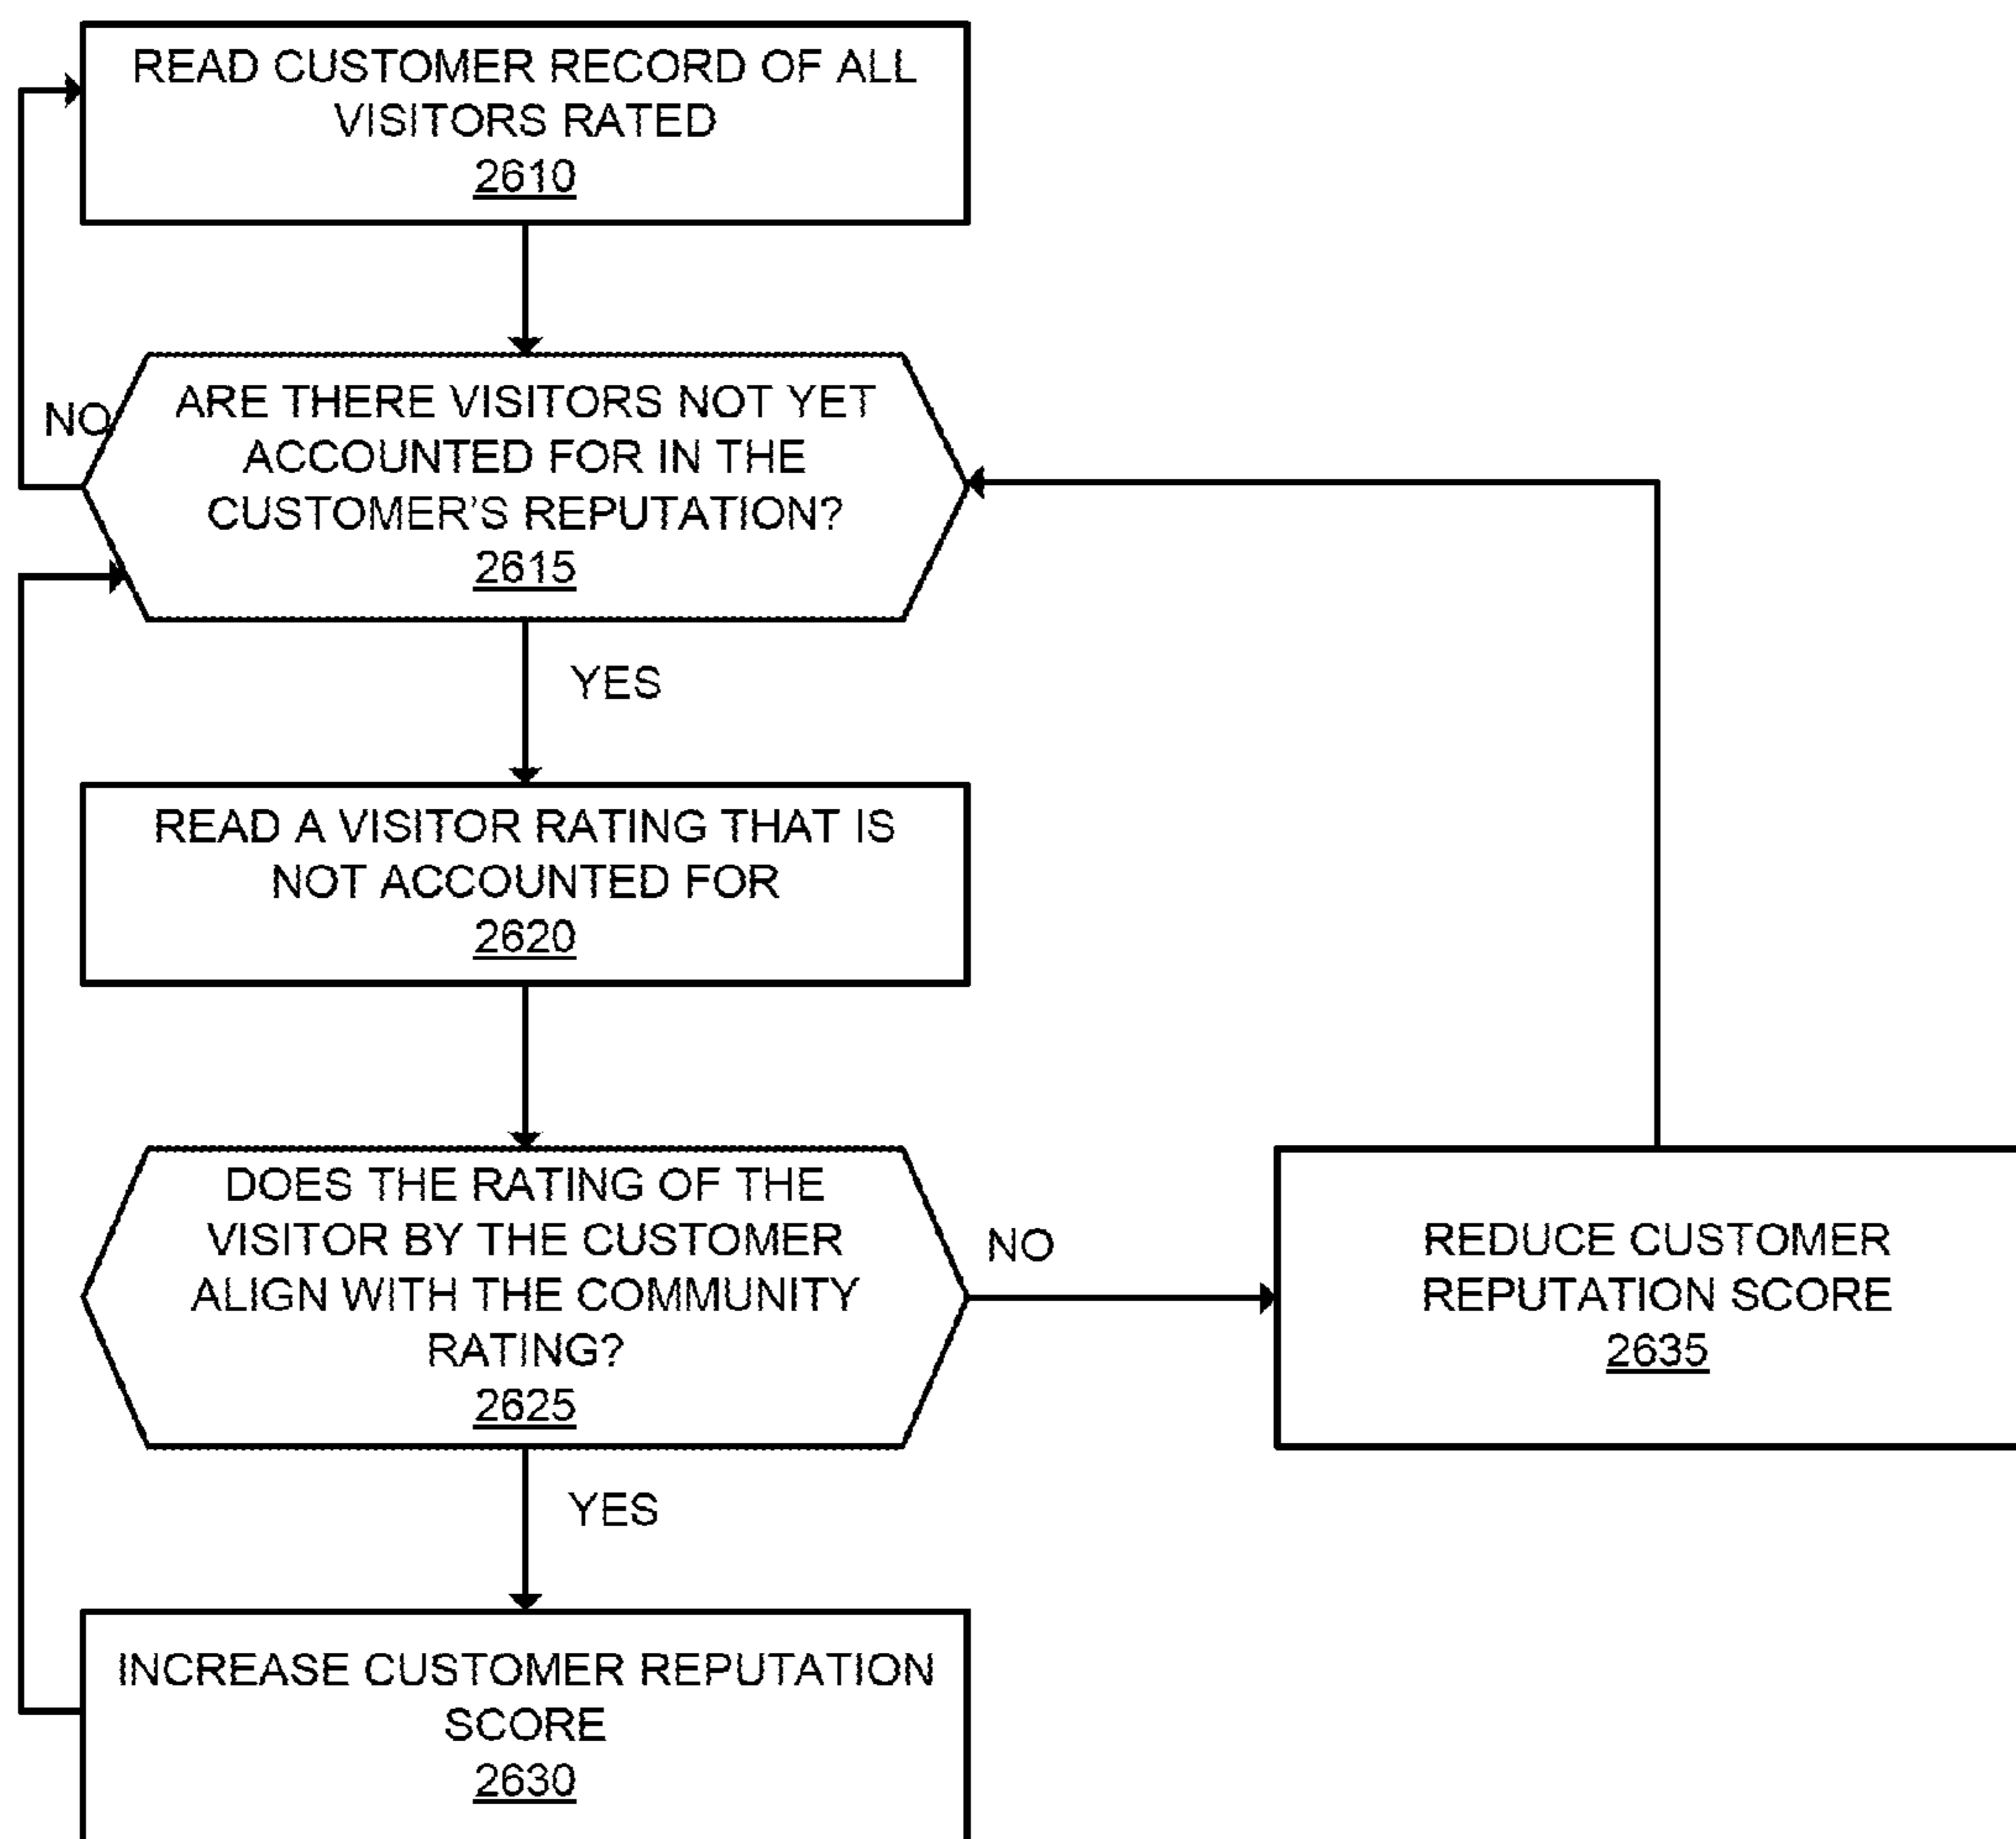 READ CUSTOMER RECORD OF ALL
VISITORS RATED
2610
NO
ARE THERE VISITORS NOT YET
ACCOUNTED FOR IN THE
CUSTOMER'S REPUTATION?
2615
YES
READ A VISITOR RATING THAT IS
NOT ACCOUNTED FOR
2620
DOES THE RATING OF THE
VISITOR BY THE CUSTOMER
ALIGN WITH THE COMMUNITY
RATING?
2625
NO
REDUCE CUSTOMER
REPUTATION SCORE
2635
YES
INCREASE CUSTOMER REPUTATION
SCORE
2630